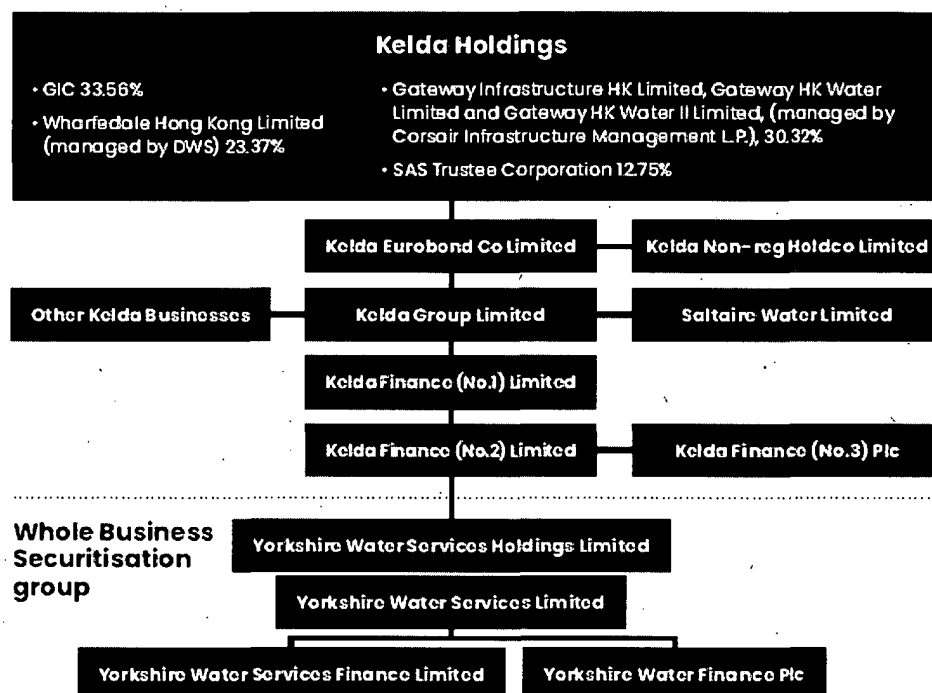 Kelda Holdings
• GIC 33.56%
• Wharfedale Hong Kong Limited
(managed by DWS) 23.37%
• Gateway Infrastructure HK Limited, Gateway HK Water
Limited and Gateway HK Water II Limited, (managed by
Corsair Infrastructure Management L.P.), 30.32%
• SAS Trustee Corporation 12.75%
Kelda Eurobond Co Limited
Kelda Non-reg Holdco Limited
Other Kelda Businesses
Kelda Group Limited
Saltaire Water Limited
Kelda Finance (No.1) Limited
Kelda Finance (No.2) Limited
Kelda Finance (No.3) Plc
Whole Business
Securitisation
group
Yorkshire Water Services Holdings Limited
Yorkshire Water Services Limited
Yorkshire Water Services Finance Limited
Yorkshire Water Finance Plc